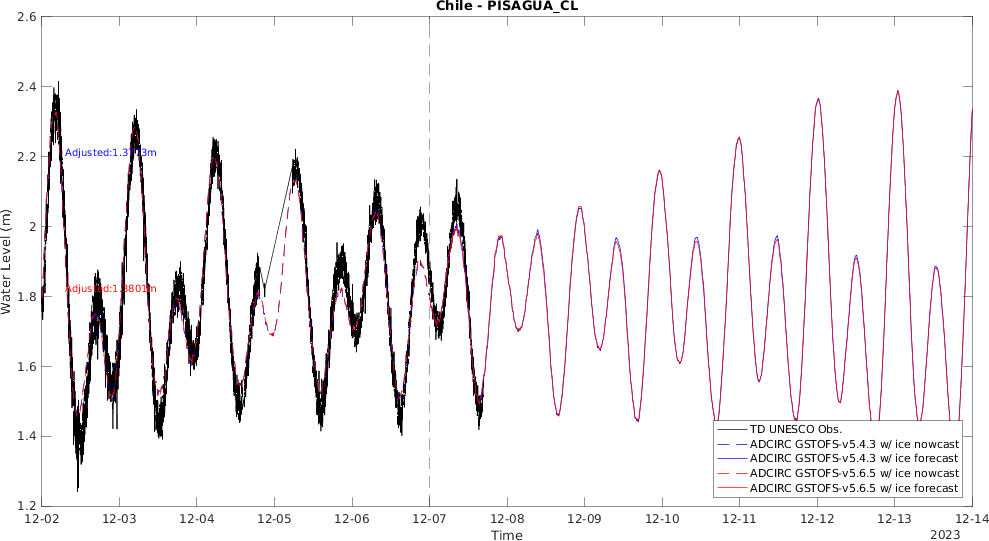 Chile - PISAGUA_CL
2.6
2.4
2.2
2
1.8
1.6
1.4
1.2
Water Level (m)
Adjusted:1.3
Adjusted:1.3801m
TD UNESCO Obs.
ADCIRC GSTOFS-v5.4.3 w/ ice nowcast
ADCIRC GSTOFS-v5.4.3 w/ ice forecast
ADCIRC GSTOFS-v5.6.5 w/ ice nowcast
ADCIRC GSTOFS-v5.6.5 w/ ice forecast
12-02 12-03 12-04 12-05 12-06 12-07 12-08 12-09 12-10 12-11 12-12 12-13 12-14
Time
2023